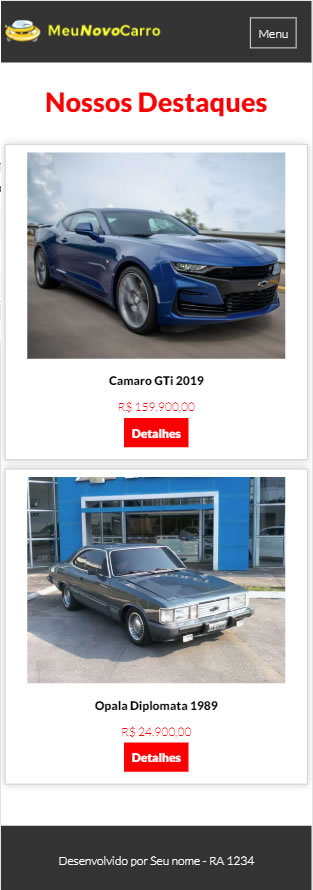 MeuNovoCarro
Menu
Nossos Destaques
Camaro GTi 2019
R$ 159.900,00
Detalhes
Opala Diplomata 1989
R$ 24.900,00
Detalhes
Desenvolvido por Seu nome - RA 1234